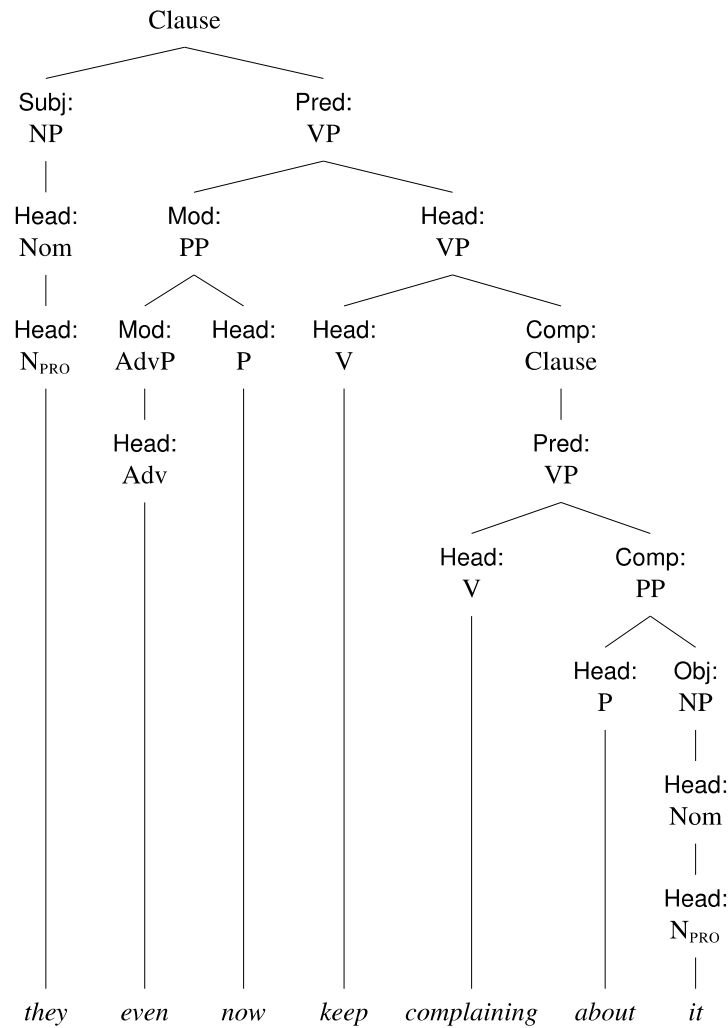 Clause
Subj: Pred:
NP VP
Head: Mod: Head:
Nom PP VP
Head: Mod: Head: Head: Comp:
N_PRO AdvP P V Clause
Head: Pred:
Adv VP
Head: Comp:
V PP
Head: Obj:
P NP
Head:
Nom
Head:
N_PRO
they even now keep complaining about it